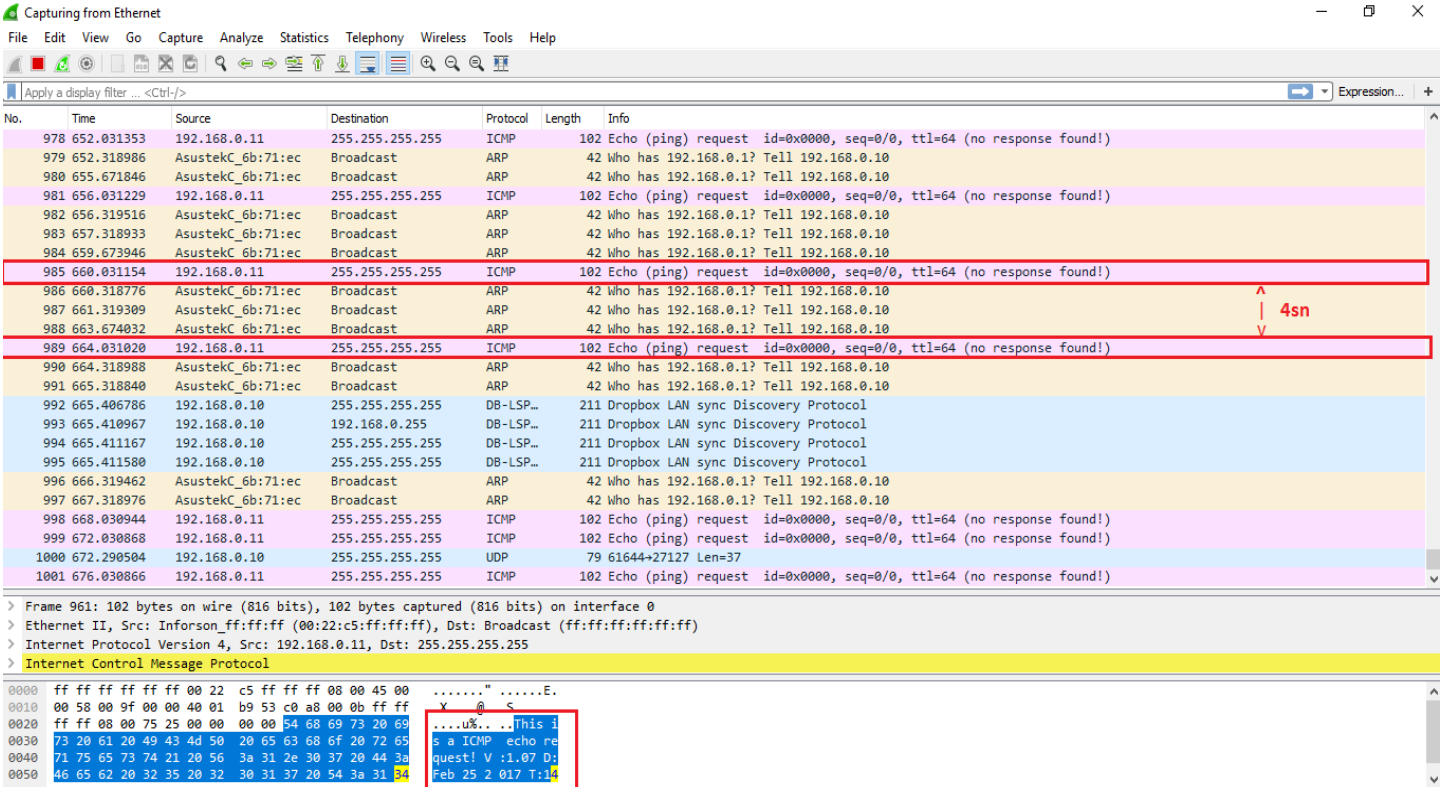 Capturing from Ethernet
File Edit View Go Capture Analyze Statistics Telephony Wireless Tools Help
Apply a display filter ... <Ctrl-/> Expression... +
No. Time Source Destination Protocol Length Info
978 652.031353 192.168.0.11 255.255.255.255 ICMP 102 Echo (ping) request id=0x0000, seq=0/0, ttl=64 (no response found!)
979 652.318986 AsustekC_6b:71:ec Broadcast ARP 42 Who has 192.168.0.1? Tell 192.168.0.10
980 655.671846 AsustekC_6b:71:ec Broadcast ARP 42 Who has 192.168.0.1? Tell 192.168.0.10
981 656.031229 192.168.0.11 255.255.255.255 ICMP 102 Echo (ping) request id=0x0000, seq=0/0, ttl=64 (no response found!)
982 656.319516 AsustekC_6b:71:ec Broadcast ARP 42 Who has 192.168.0.1? Tell 192.168.0.10
983 657.318933 AsustekC_6b:71:ec Broadcast ARP 42 Who has 192.168.0.1? Tell 192.168.0.10
984 659.673946 AsustekC_6b:71:ec Broadcast ARP 42 Who has 192.168.0.1? Tell 192.168.0.10
985 660.031154 192.168.0.11 255.255.255.255 ICMP 102 Echo (ping) request id=0x0000, seq=0/0, ttl=64 (no response found!)
986 660.318776 AsustekC_6b:71:ec Broadcast ARP 42 Who has 192.168.0.1? Tell 192.168.0.10
987 661.319309 AsustekC_6b:71:ec Broadcast ARP 42 Who has 192.168.0.1? Tell 192.168.0.10 4sn
988 663.674032 AsustekC_6b:71:ec Broadcast ARP 42 Who has 192.168.0.1? Tell 192.168.0.10
989 664.031020 192.168.0.11 255.255.255.255 ICMP 102 Echo (ping) request id=0x0000, seq=0/0, ttl=64 (no response found!)
990 664.318988 AsustekC_6b:71:ec Broadcast ARP 42 Who has 192.168.0.1? Tell 192.168.0.10
991 665.318840 AsustekC_6b:71:ec Broadcast ARP 42 Who has 192.168.0.1? Tell 192.168.0.10
992 665.406786 192.168.0.10 255.255.255.255 DB-LSP… 211 Dropbox LAN sync Discovery Protocol
993 665.410967 192.168.0.10 192.168.0.255 DB-LSP… 211 Dropbox LAN sync Discovery Protocol
994 665.411167 192.168.0.10 255.255.255.255 DB-LSP… 211 Dropbox LAN sync Discovery Protocol
995 665.411580 192.168.0.10 255.255.255.255 DB-LSP… 211 Dropbox LAN sync Discovery Protocol
996 666.319462 AsustekC_6b:71:ec Broadcast ARP 42 Who has 192.168.0.1? Tell 192.168.0.10
997 667.318976 AsustekC_6b:71:ec Broadcast ARP 42 Who has 192.168.0.1? Tell 192.168.0.10
998 668.030944 192.168.0.11 255.255.255.255 ICMP 102 Echo (ping) request id=0x0000, seq=0/0, ttl=64 (no response found!)
999 672.030868 192.168.0.11 255.255.255.255 ICMP 102 Echo (ping) request id=0x0000, seq=0/0, ttl=64 (no response found!)
1000 672.290504 192.168.0.10 255.255.255.255 UDP 79 61644→27127 Len=37
1001 676.030866 192.168.0.11 255.255.255.255 ICMP 102 Echo (ping) request id=0x0000, seq=0/0, ttl=64 (no response found!)
> Frame 961: 102 bytes on wire (816 bits), 102 bytes captured (816 bits) on interface 0
> Ethernet II, Src: Inforson_ff:ff:ff (00:22:c5:ff:ff:ff), Dst: Broadcast (ff:ff:ff:ff:ff:ff)
> Internet Protocol Version 4, Src: 192.168.0.11, Dst: 255.255.255.255
> Internet Control Message Protocol
0000 ff ff ff ff ff ff 00 22 c5 ff ff ff 08 00 45 00 ......." ......E.
0010 00 58 00 9f 00 00 40 01 b9 53 c0 a8 00 0b ff ff .X....@. .S......
0020 ff ff 08 00 75 25 00 00 00 00 54 68 69 73 20 69 ....u%.. ..This i
0030 73 20 61 20 49 43 4d 50 20 65 63 68 6f 20 72 65 s a ICMP echo re
0040 71 75 65 73 74 21 20 56 3a 31 2e 30 37 20 44 3a quest! V :1.07 D:
0050 46 65 62 20 32 35 20 32 30 31 37 20 54 3a 31 34 Feb 25 2 017 T:14